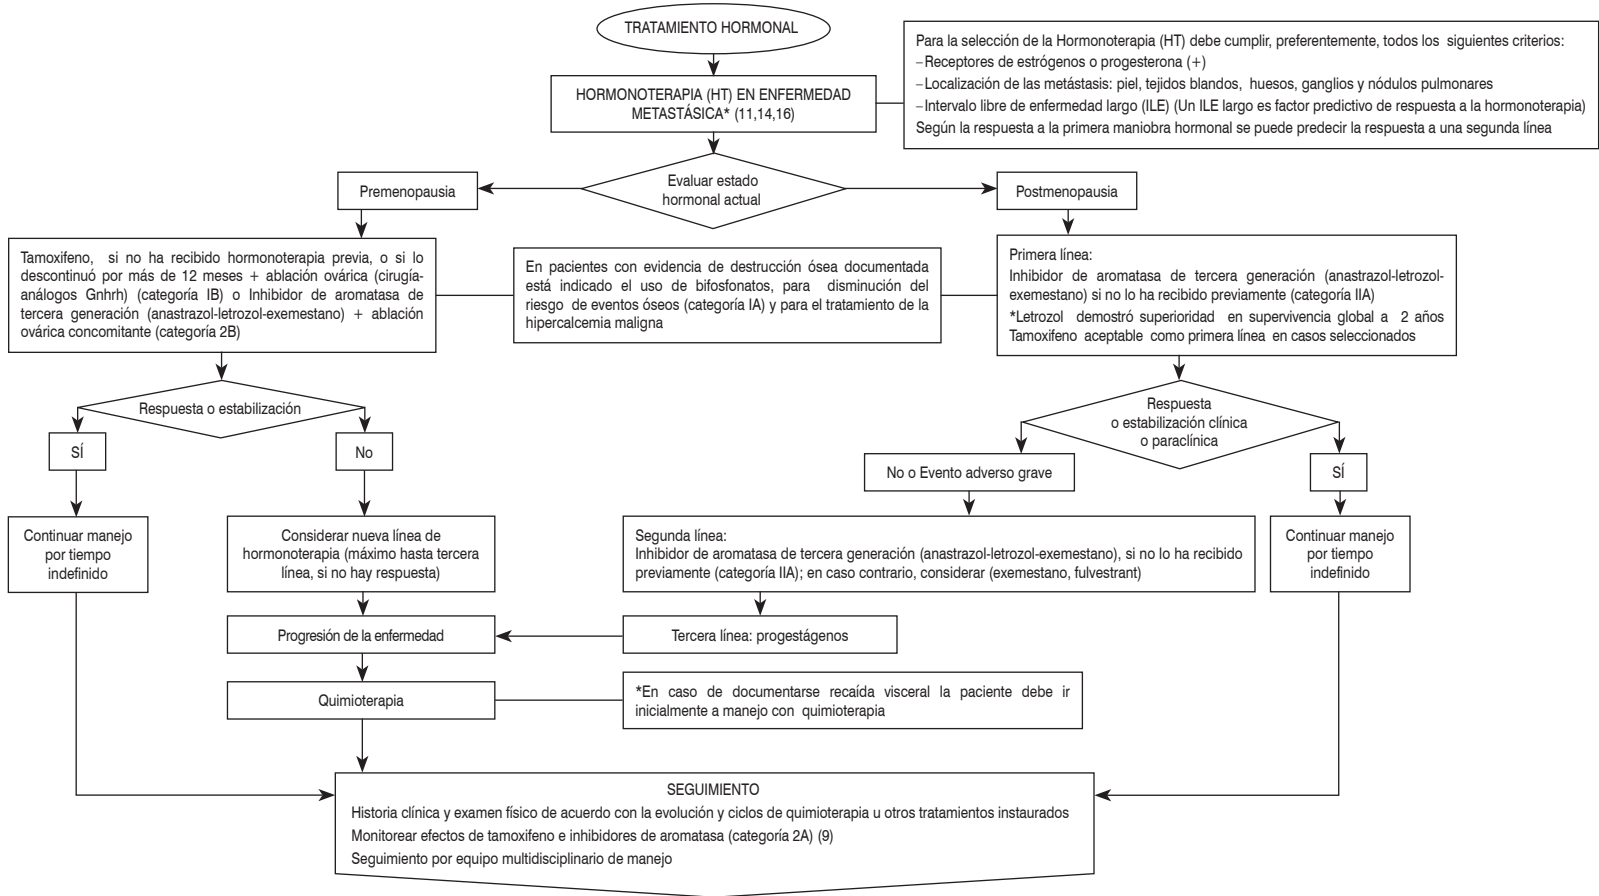 TRATAMIENTO HORMONAL
HORMONOTERAPIA (HT) EN ENFERMEDAD
METASTÁSICA* (11,14,16)
Para la selección de la Hormonoterapia (HT) debe cumplir, preferentemente, todos los siguientes criterios:
–Receptores de estrógenos o progesterona (+)
–Localización de las metástasis: piel, tejidos blandos, huesos, ganglios y nódulos pulmonares
–Intervalo libre de enfermedad largo (ILE) (Un ILE largo es factor predictivo de respuesta a la hormonoterapia)
Según la respuesta a la primera maniobra hormonal se puede predecir la respuesta a una segunda línea
Evaluar estado
hormonal actual
Premenopausia
Postmenopausia
Tamoxifeno, si no ha recibido hormonoterapia previa, o si lo
descontinuó por más de 12 meses + ablación ovárica (cirugía-
análogos Gnhrh) (categoría IB) o Inhibidor de aromatasa de
tercera generación (anastrazol-letrozol-exemestano) + ablación
ovárica concomitante (categoría 2B)
En pacientes con evidencia de destrucción ósea documentada
está indicado el uso de bifosfonatos, para disminución del
riesgo de eventos óseos (categoría IA) y para el tratamiento de la
hipercalcemia maligna
Primera línea:
Inhibidor de aromatasa de tercera generación (anastrazol-letrozol-
exemestano) si no lo ha recibido previamente (categoría IIA)
*Letrozol demostró superioridad en supervivencia global a 2 años
Tamoxifeno aceptable como primera línea en casos seleccionados
Respuesta o estabilización
SÍ
No
Respuesta
o estabilización clínica
o paraclínica
No o Evento adverso grave
SÍ
Continuar manejo
por tiempo
indefinido
Considerar nueva línea de
hormonoterapia (máximo hasta tercera
línea, si no hay respuesta)
Segunda línea:
Inhibidor de aromatasa de tercera generación (anastrazol-letrozol-exemestano), si no lo ha recibido
previamente (categoría IIA); en caso contrario, considerar (exemestano, fulvestrant)
Continuar manejo
por tiempo
indefinido
Progresión de la enfermedad
Tercera línea: progestágenos
Quimioterapia
*En caso de documentarse recaída visceral la paciente debe ir
inicialmente a manejo con quimioterapia
SEGUIMIENTO
Historia clínica y examen físico de acuerdo con la evolución y ciclos de quimioterapia u otros tratamientos instaurados
Monitorear efectos de tamoxifeno e inhibidores de aromatasa (categoría 2A) (9)
Seguimiento por equipo multidisciplinario de manejo